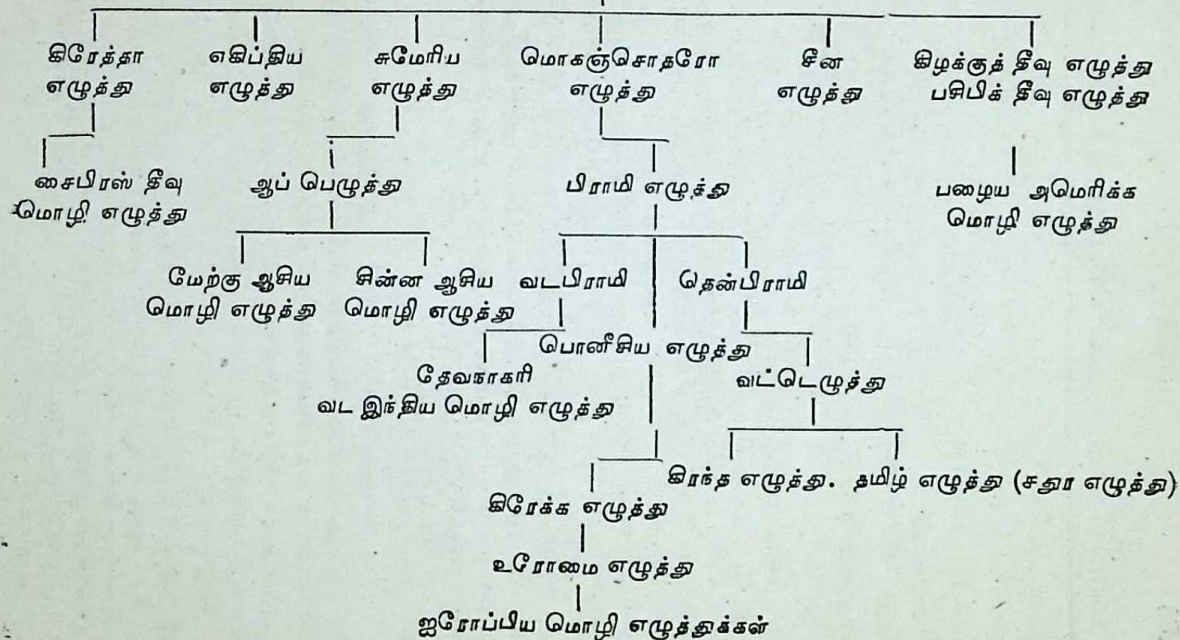 கிரேத்தா எழுத்து
எகிப்திய எழுத்து
சுமேரிய எழுத்து
மொகஞ்சொதரோ எழுத்து
சீன எழுத்து
கிழக்குத் தீவு எழுத்து
பசிபிக் தீவு எழுத்து
சைபிரஸ் தீவு
மொழி எழுத்து
ஆப் பெழுத்து
பிராமி எழுத்து
பழைய அமெரிக்க
மொழி எழுத்து
மேற்கு ஆசிய
மொழி எழுத்து
சின்ன ஆசிய
மொழி எழுத்து
வடபிராமி
தென்பிராமி
பொனீசிய எழுத்து
தேவநாகரி
வட இந்திய மொழி எழுத்து
வட்டெழுத்து
கிரந்த எழுத்து. தமிழ் எழுத்து (சதுர எழுத்து)
கிரேக்க எழுத்து
உரோமை எழுத்து
ஐரோப்பிய மொழி எழுத்துக்கள்